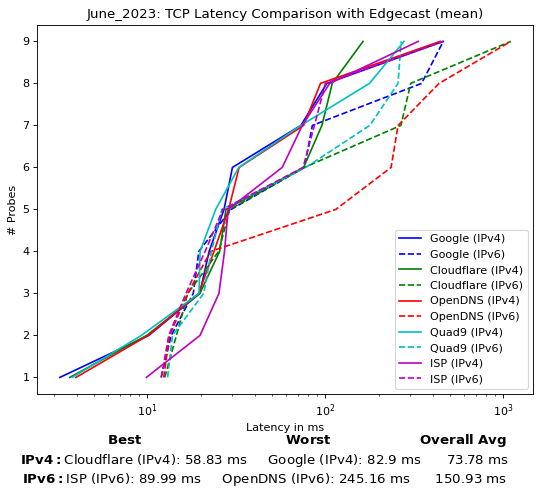 June_2023: TCP Latency Comparison with Edgecast (mean)
9
8
7
6
5
4
3
2
1
# Probes
Google (IPv4)
Google (IPv6)
Cloudflare (IPv4)
Cloudflare (IPv6)
OpenDNS (IPv4)
OpenDNS (IPv6)
Quad9 (IPv4)
Quad9 (IPv6)
ISP (IPv4)
ISP (IPv6)
10¹ 10² 10³
Latency in ms
Best Worst Overall Avg
IPv4: Cloudflare (IPv4): 58.83 ms Google (IPv4): 82.9 ms 73.78 ms
IPv6: ISP (IPv6): 89.99 ms OpenDNS (IPv6): 245.16 ms 150.93 ms